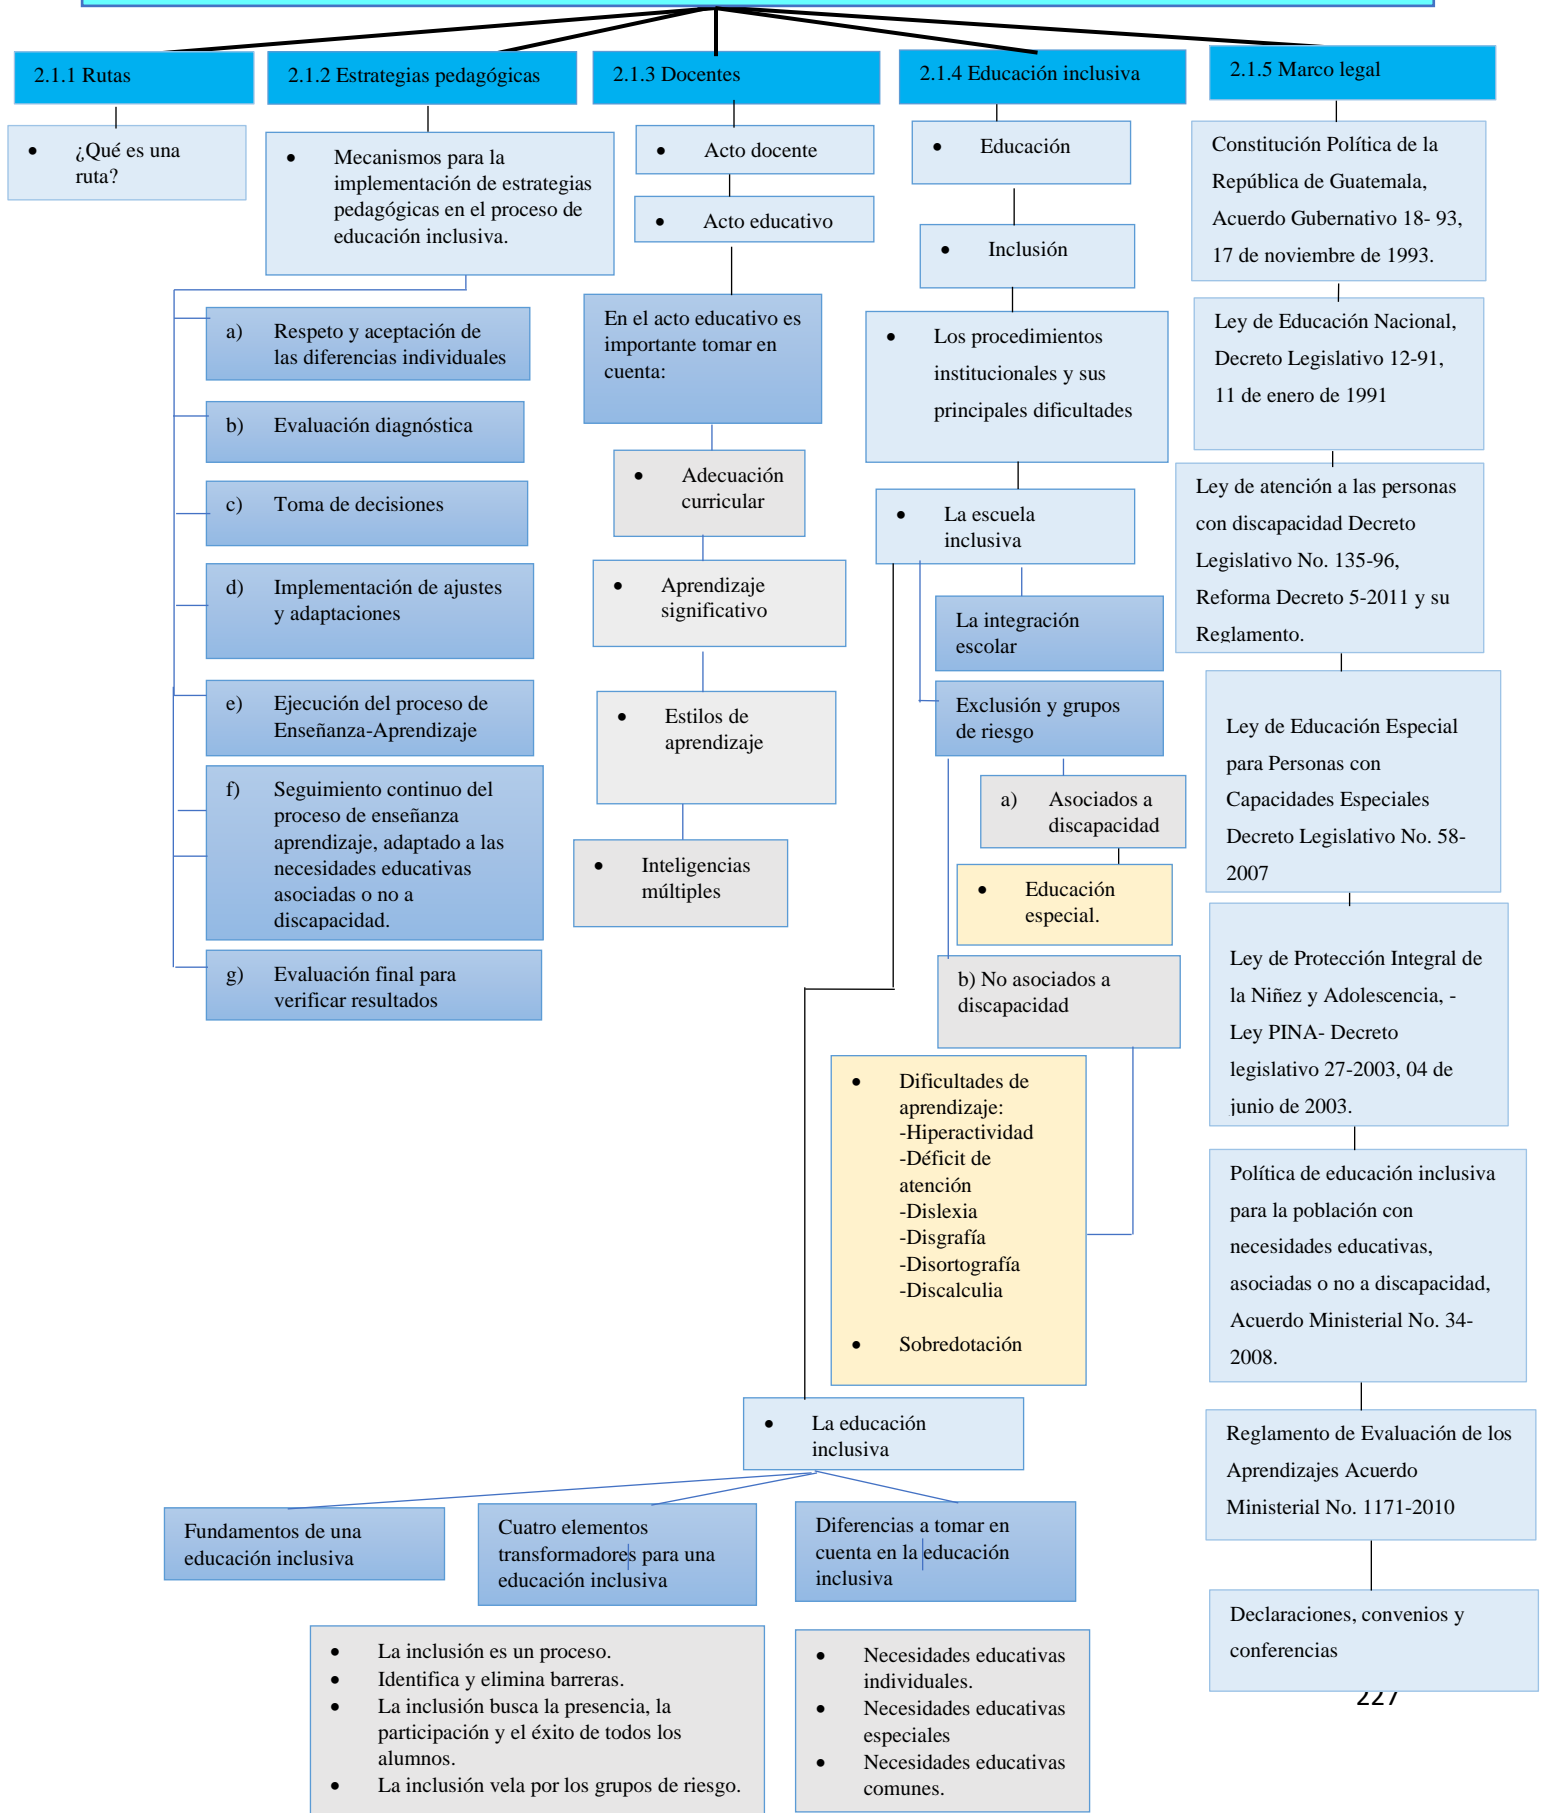 2.1.1 Rutas
¿Qué es una
ruta?
2.1.2 Estrategias pedagógicas
Mecanismos para la
implementación de estrategias
pedagógicas en el proceso de
educación inclusiva.
a) Respeto y aceptación de
las diferencias individuales
b) Evaluación diagnóstica
c) Toma de decisiones
d) Implementación de ajustes
y adaptaciones
e) Ejecución del proceso de
Enseñanza-Aprendizaje
f) Seguimiento continuo del
proceso de enseñanza
aprendizaje, adaptado a las
necesidades educativas
asociadas o no a
discapacidad.
g) Evaluación final para
verificar resultados
2.1.3 Docentes
Acto docente
Acto educativo
En el acto educativo es
importante tomar en
cuenta:
Adecuación
curricular
Aprendizaje
significativo
Estilos de
aprendizaje
Inteligencias
múltiples
2.1.4 Educación inclusiva
Educación
Inclusión
Los procedimientos
institucionales y sus
principales dificultades
La escuela
inclusiva
La integración
escolar
Exclusión y grupos
de riesgo
a) Asociados a
discapacidad
Educación
especial.
b) No asociados a
discapacidad
Dificultades de
aprendizaje:
-Hiperactividad
-Déficit de
atención
-Dislexia
-Disgrafía
-Disortografía
-Discalculia
Sobredotación
La educación
inclusiva
Fundamentos de una
educación inclusiva
Cuatro elementos
transformadores para una
educación inclusiva
La inclusión es un proceso.
Identifica y elimina barreras.
La inclusión busca la presencia, la
participación y el éxito de todos los
alumnos.
La inclusión vela por los grupos de riesgo.
Diferencias a tomar en
cuenta en la educación
inclusiva
Necesidades educativas
individuales.
Necesidades educativas
especiales
Necesidades educativas
comunes.
2.1.5 Marco legal
Constitución Política de la
República de Guatemala,
Acuerdo Gubernativo 18- 93,
17 de noviembre de 1993.
Ley de Educación Nacional,
Decreto Legislativo 12-91,
11 de enero de 1991
Ley de atención a las personas
con discapacidad Decreto
Legislativo No. 135-96,
Reforma Decreto 5-2011 y su
Reglamento.
Ley de Educación Especial
para Personas con
Capacidades Especiales
Decreto Legislativo No. 58-
2007
Ley de Protección Integral de
la Niñez y Adolescencia, -
Ley PINA- Decreto
legislativo 27-2003, 04 de
junio de 2003.
Política de educación inclusiva
para la población con
necesidades educativas,
asociadas o no a discapacidad,
Acuerdo Ministerial No. 34-
2008.
Reglamento de Evaluación de los
Aprendizajes Acuerdo
Ministerial No. 1171-2010
Declaraciones, convenios y
conferencias
227